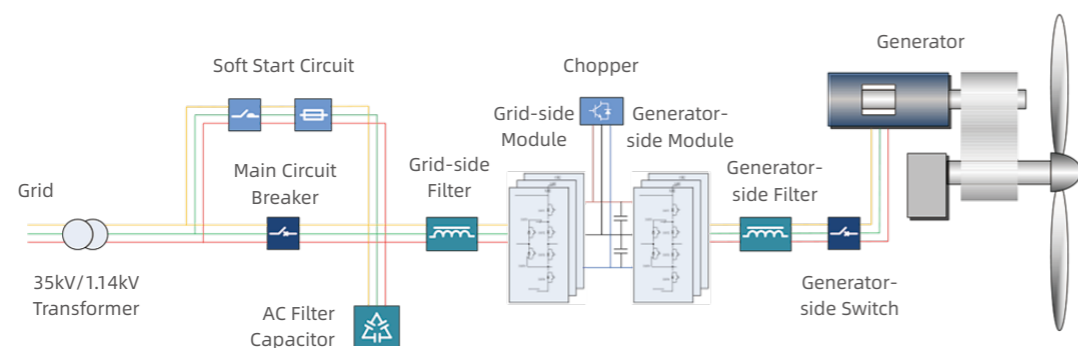 Generator
Soft Start Circuit
Chopper
Grid-side
Module
Generator-
side Module
Main Circuit
Breaker
Grid-side
Filter
Generator-
side Filter
Grid
35kV/1.14kV
Transformer
Generator-
side Switch
AC Filter
Capacitor